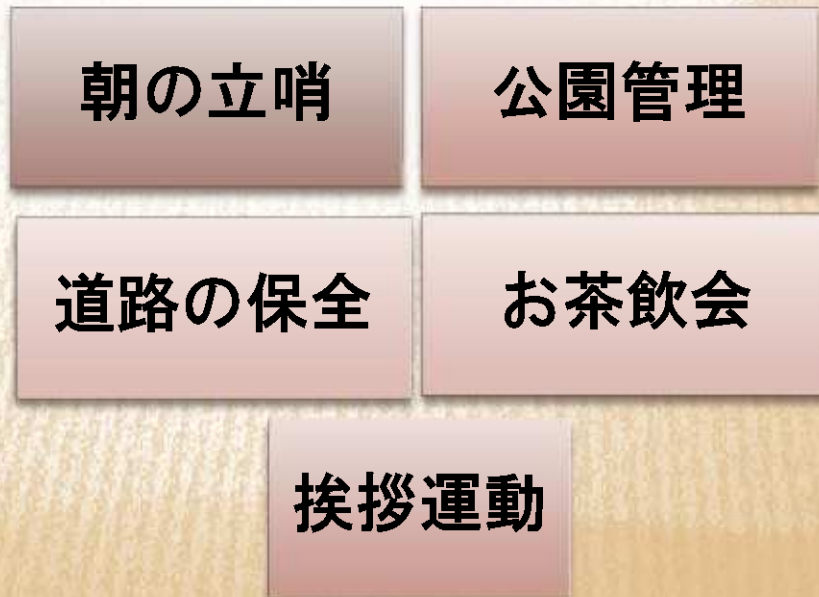 朝の立哨
公園管理
道路の保全
お茶飲会
挨拶運動